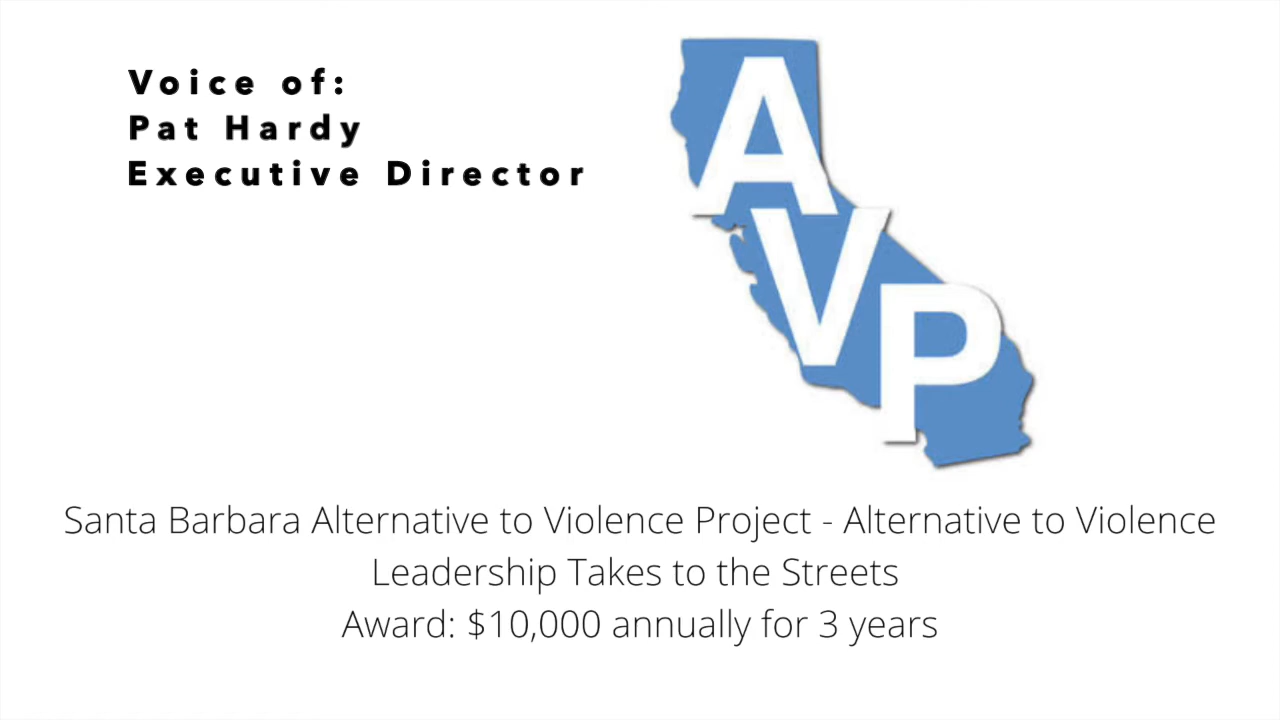 Voice of:
Pat Hardy
Executive Director
A
V
P
Santa Barbara Alternative to Violence Project - Alternative to Violence
Leadership Takes to the Streets
Award: $10,000 annually for 3 years